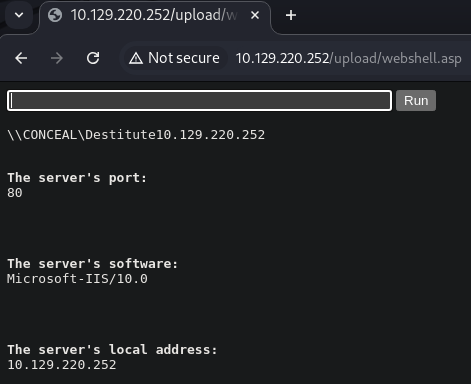 10.129.220.252/upload/w
Not secure 10.129.220.252/upload/webshell.asp
Run
\\CONCEAL\Destitute10.129.220.252
The server's port:
80
The server's software:
Microsoft-IIS/10.0
The server's local address:
10.129.220.252